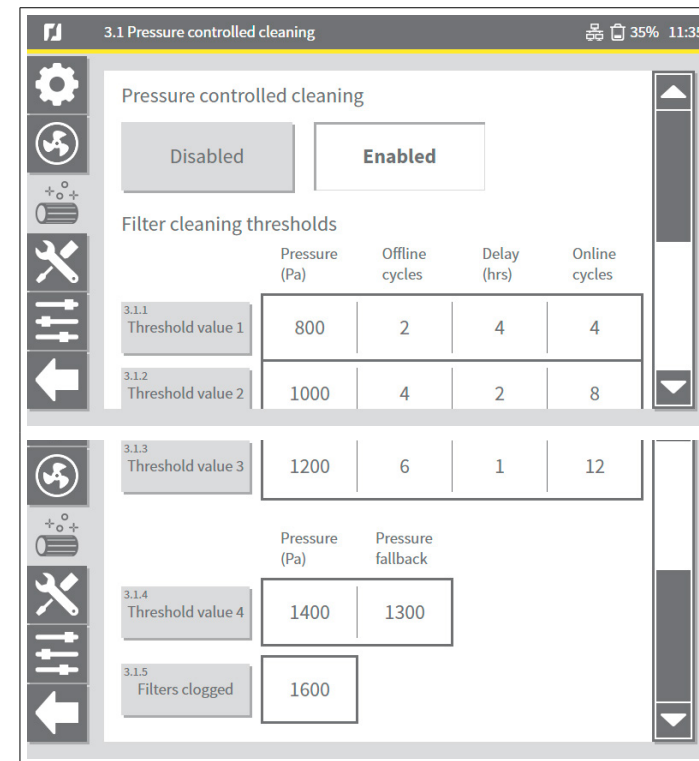 3.1 Pressure controlled cleaning 35% 11:35
Pressure controlled cleaning
Disabled Enabled
Filter cleaning thresholds
Pressure (Pa) Offline cycles Delay (hrs) Online cycles
3.1.1
Threshold value 1 800 2 4 4
3.1.2
Threshold value 2 1000 4 2 8
3.1.3
Threshold value 3 1200 6 1 12
Pressure (Pa) Pressure fallback
3.1.4
Threshold value 4 1400 1300
3.1.5
Filters clogged 1600